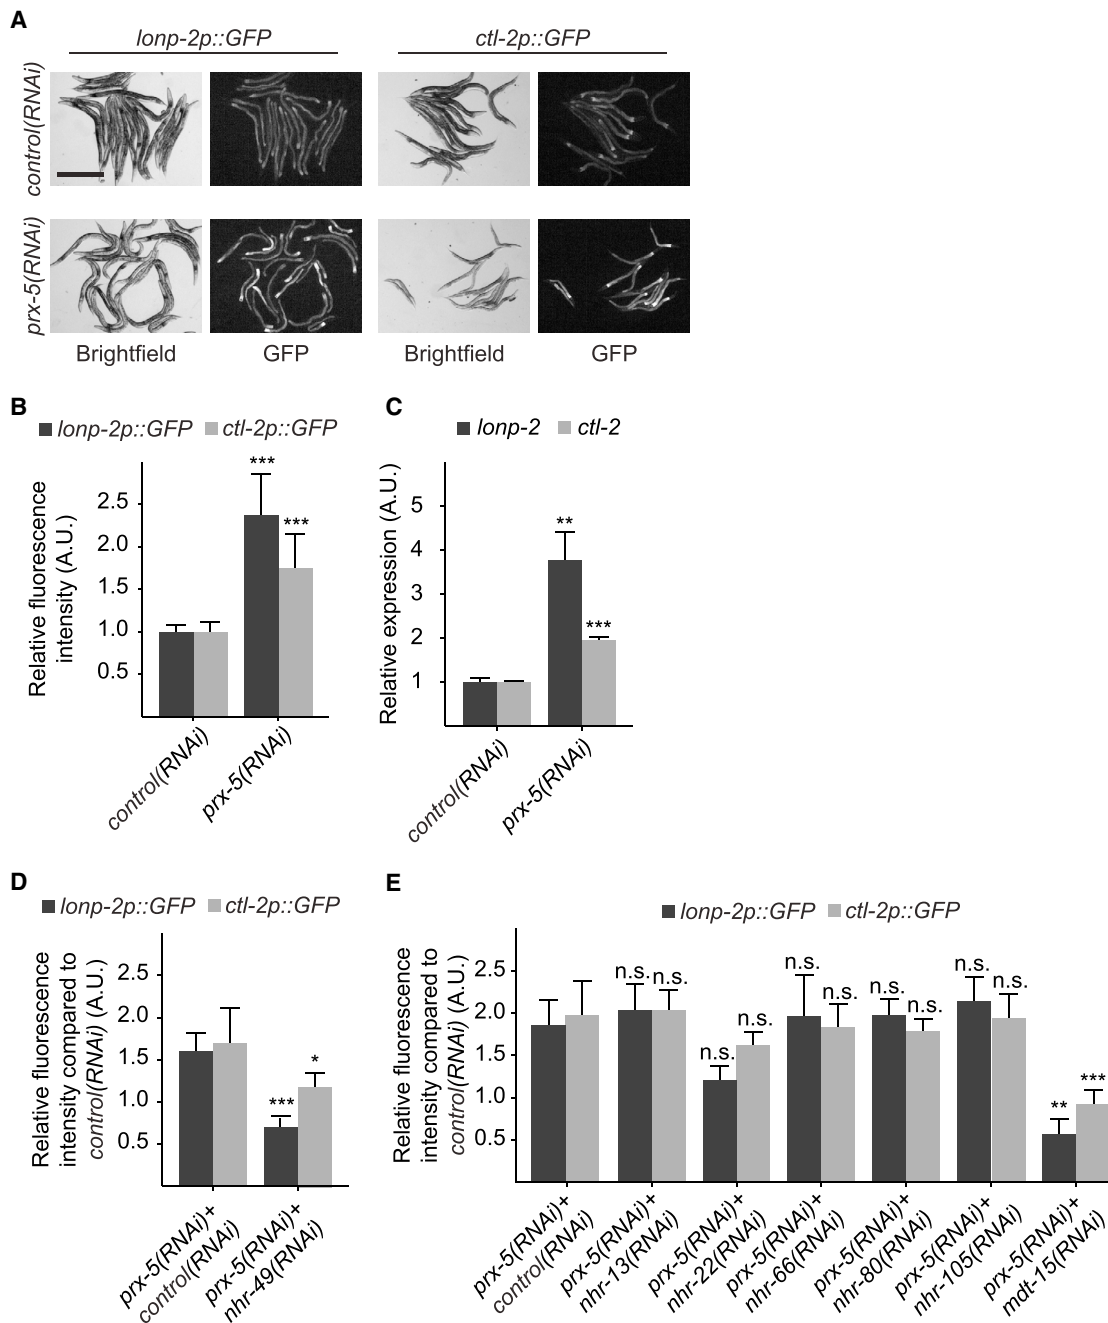 A
lonp-2p::GFP
ctl-2p::GFP
control(RNAi)
prx-5(RNAi)
Brightfield
GFP
Brightfield
GFP
B
lonp-2p::GFP
ctl-2p::GFP
Relative fluorescence
intensity (A.U.)
2.5
2.0
1.5
1.0
0.5
***
***
control(RNAi)
prx-5(RNAi)
C
lonp-2
ctl-2
Relative expression (A.U.)
5
4
3
2
1
**
***
control(RNAi)
prx-5(RNAi)
D
lonp-2p::GFP
ctl-2p::GFP
Relative fluorescence
intensity compared to
control(RNAi) (A.U.)
2.5
2.0
1.5
1.0
0.5
***
*
prx-5(RNAi)+
control(RNAi)
prx-5(RNAi)+
nhr-49(RNAi)
E
lonp-2p::GFP
ctl-2p::GFP
Relative fluorescence
intensity compared to
control(RNAi) (A.U.)
2.5
2.0
1.5
1.0
0.5
n.s.
n.s.
n.s.
n.s.
n.s.
n.s.
n.s.
n.s.
n.s.
n.s.
**
***
prx-5(RNAi)+
control(RNAi)
prx-5(RNAi)+
nhr-13(RNAi)
prx-5(RNAi)+
nhr-22(RNAi)
prx-5(RNAi)+
nhr-66(RNAi)
prx-5(RNAi)+
nhr-80(RNAi)
prx-5(RNAi)+
nhr-105(RNAi)
prx-5(RNAi)+
mdt-15(RNAi)